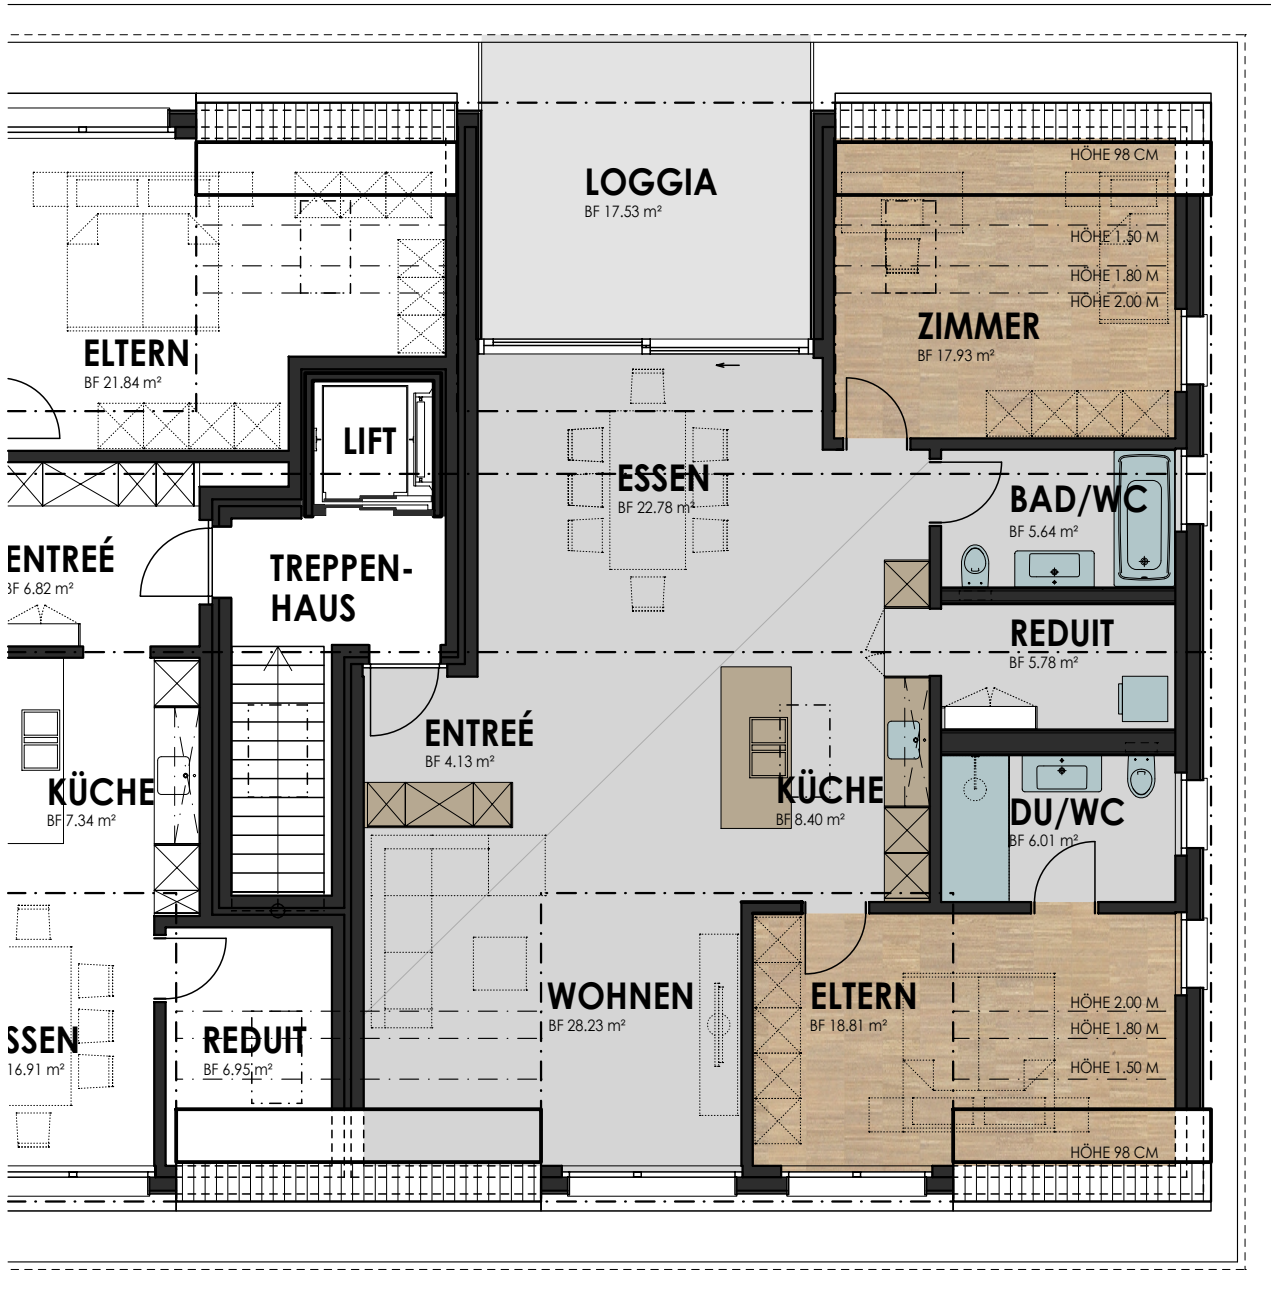 LOGGIA
BF 17.53 m²
HÖHE 98 CM
HÖHE 1.50 M
HÖHE 1.80 M
HÖHE 2.00 M
ZIMMER
BF 17.93 m²
ELTERN
BF 21.84 m²
LIFT
ESSEN
BF 22.78 m²
BAD/WC
BF 5.64 m²
ENTREÉ
BF 6.82 m²
TREPPEN-
HAUS
REDUIT
BF 5.78 m²
ENTREÉ
BF 4.13 m²
KÜCHE
BF 7.34 m²
KÜCHE
BF 8.40 m²
DU/WC
BF 6.01 m²
WOHNEN
BF 28.23 m²
ELTERN
BF 18.81 m²
HÖHE 2.00 M
HÖHE 1.80 M
HÖHE 1.50 M
HÖHE 98 CM
SSEN
16.91 m²
REDUIT
BF 6.95 m²